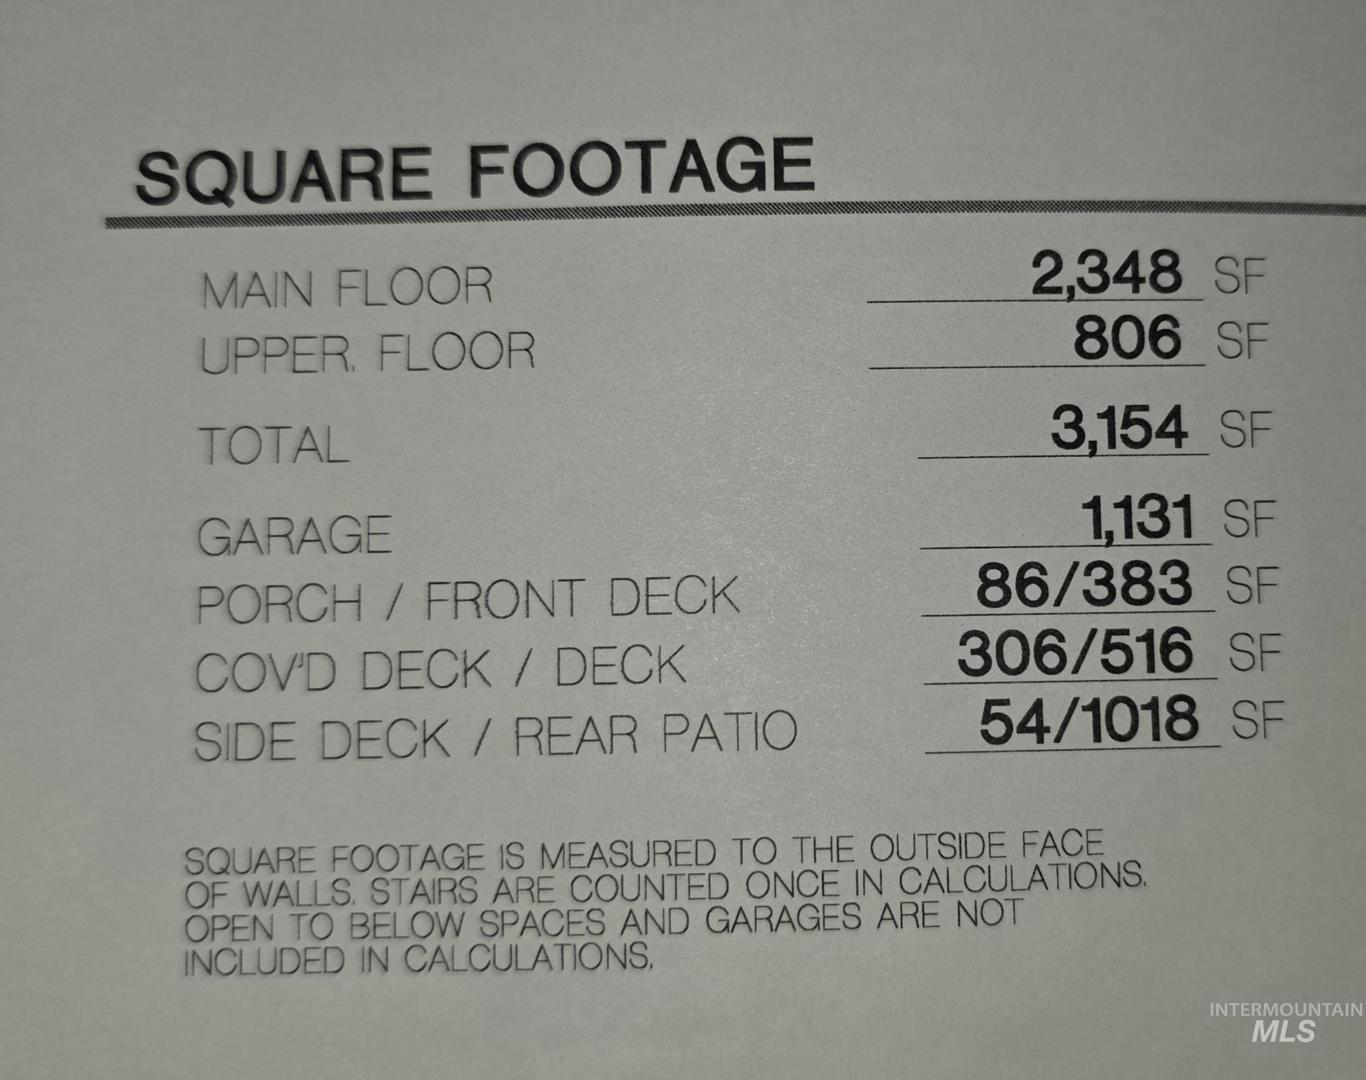 SQUARE FOOTAGE
MAIN FLOOR 2,348 SF
UPPER. FLOOR 806 SF
TOTAL 3,154 SF
GARAGE 1,131 SF
PORCH / FRONT DECK 86/383 SF
COV'D DECK / DECK 306/516 SF
SIDE DECK / REAR PATIO 54/1018 SF
SQUARE FOOTAGE IS MEASURED TO THE OUTSIDE FACE
OF WALLS. STAIRS ARE COUNTED ONCE IN CALCULATIONS.
OPEN TO BELOW SPACES AND GARAGES ARE NOT
INCLUDED IN CALCULATIONS.
INTERMOUNTAIN
MLS